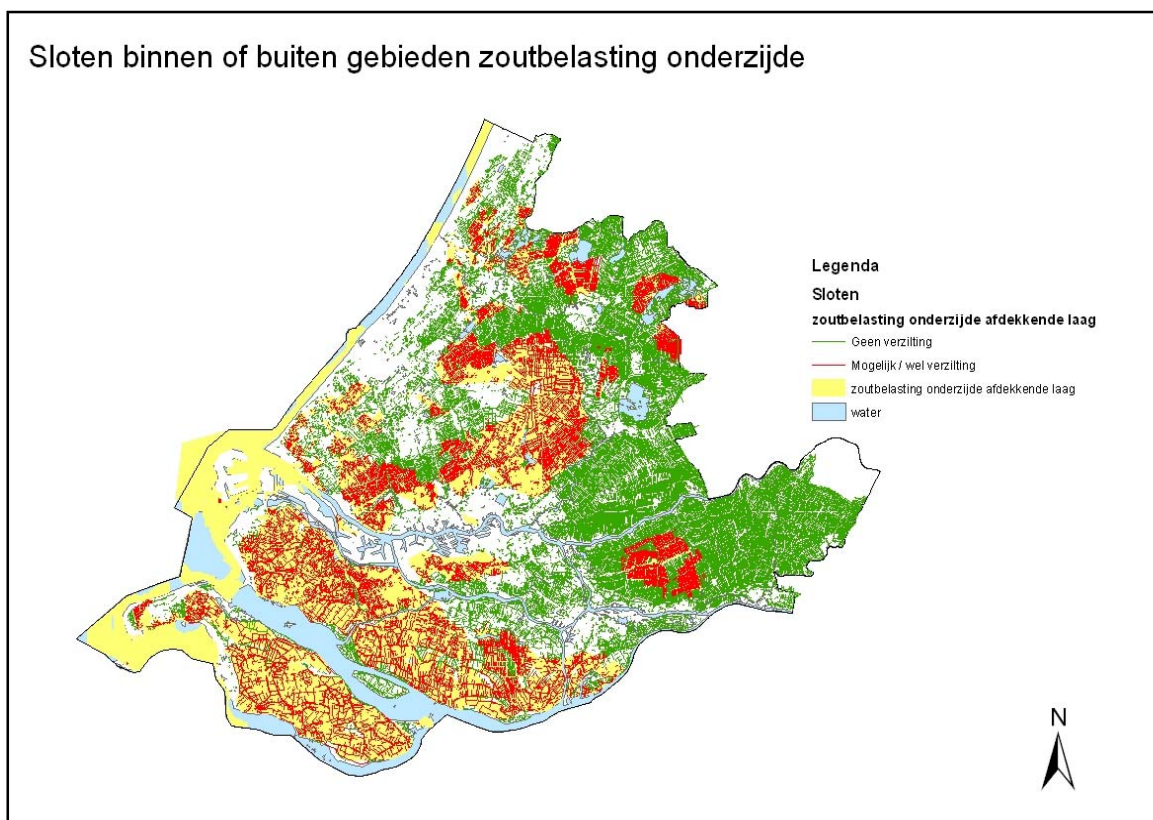 Sloten binnen of buiten gebieden zoutbelasting onderzijde
Legenda
Sloten
zoutbelasting onderzijde afdekkende laag
Geen verzilting
Mogelijk / wel verzilting
zoutbelasting onderzijde afdekkende laag
water
N